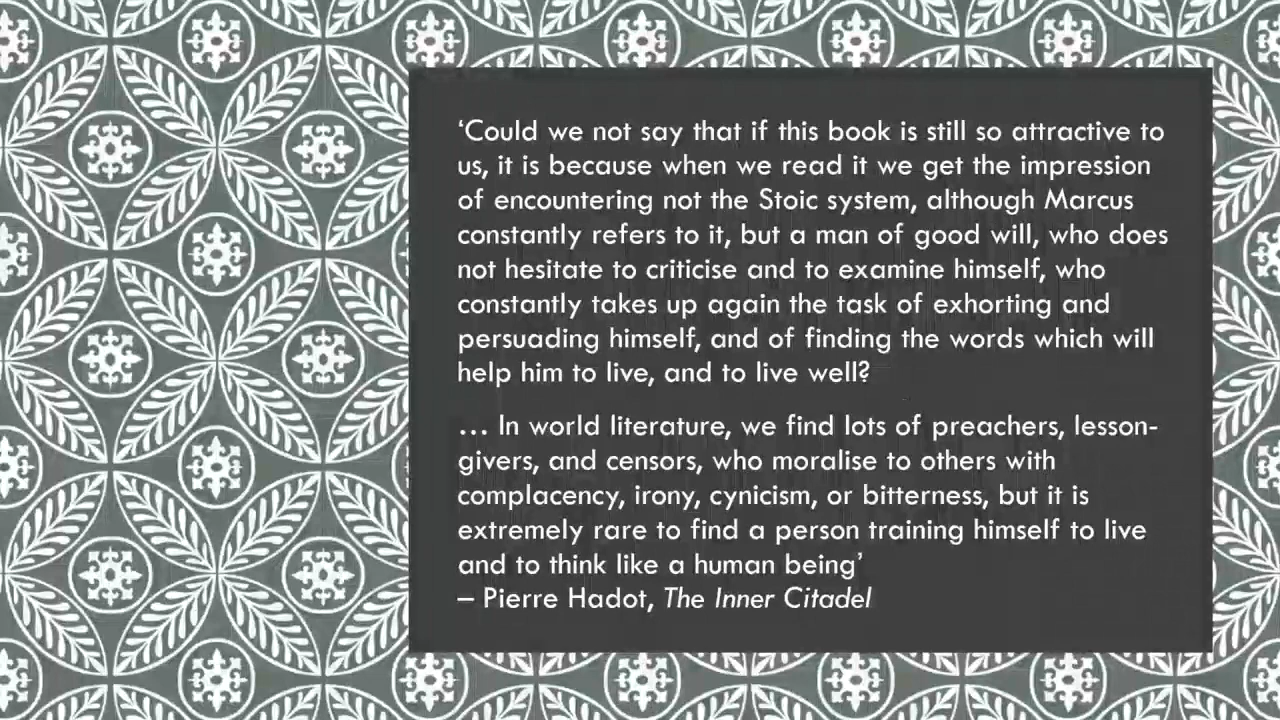 ‘Could we not say that if this book is still so attractive to
us, it is because when we read it we get the impression
of encountering not the Stoic system, although Marcus
constantly refers to it, but a man of good will, who does
not hesitate to criticise and to examine himself, who
constantly takes up again the task of exhorting and
persuading himself, and of finding the words which will
help him to live, and to live well?
… In world literature, we find lots of preachers, lesson-
givers, and censors, who moralise to others with
complacency, irony, cynicism, or bitterness, but it is
extremely rare to find a person training himself to live
and to think like a human being’
– Pierre Hadot, The Inner Citadel